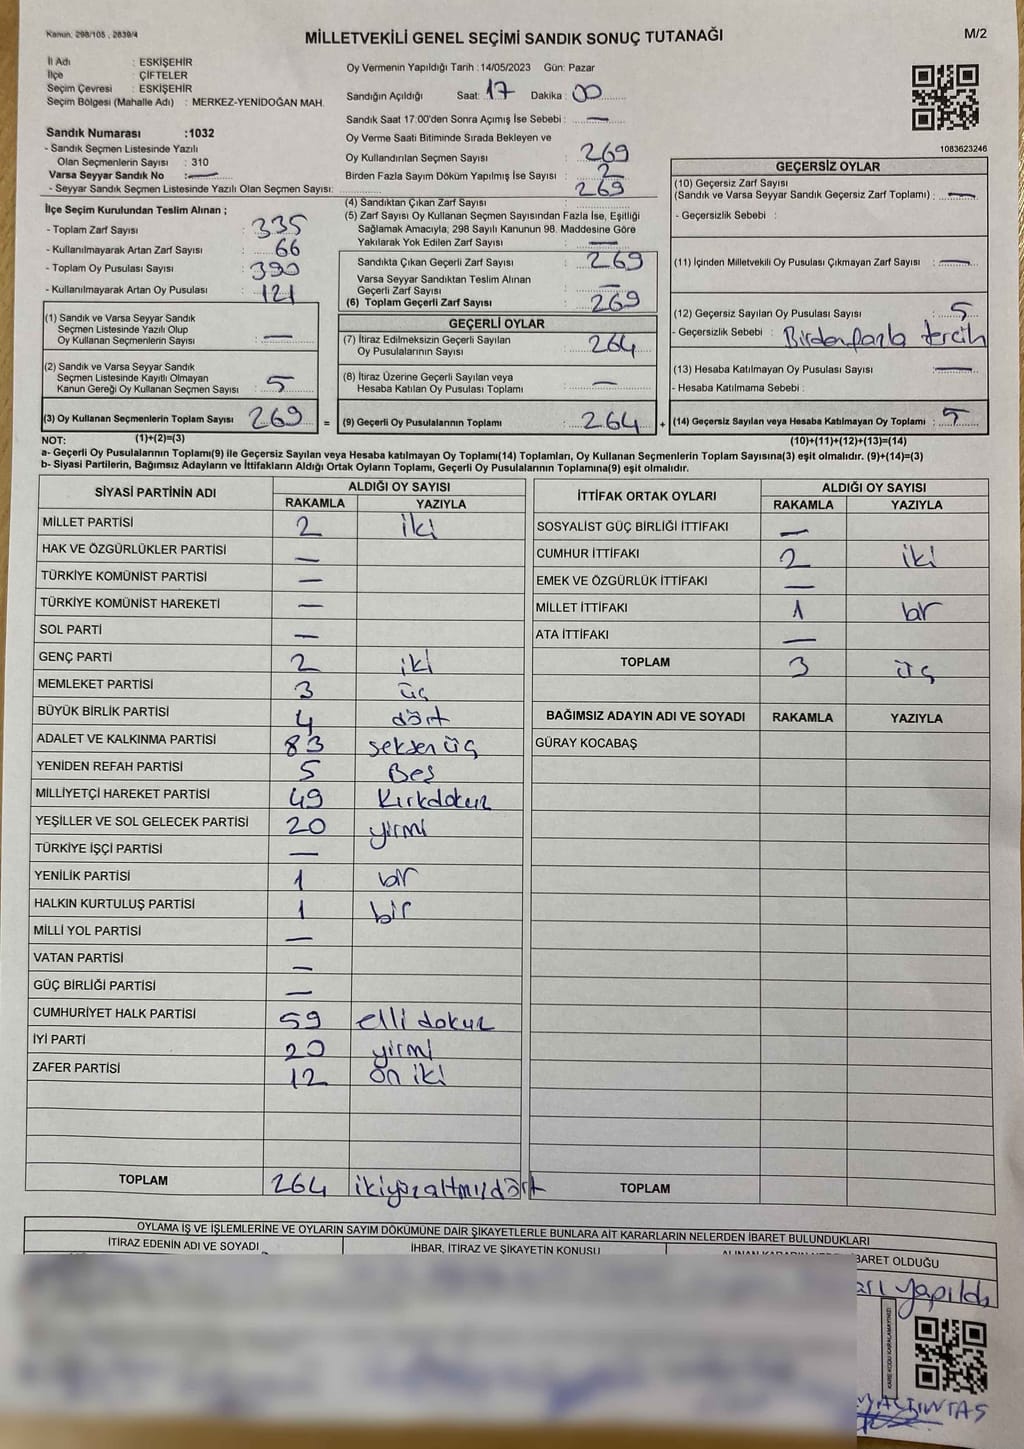 Kanun. 298/105 , 2839/4
MİLLETVEKİLİ GENEL SEÇİMİ SANDIK SONUÇ TUTANAĞI
M/2
İl Adı : ESKİŞEHİR
İlçe : ÇİFTELER
Seçim Çevresi : ESKİŞEHİR
Seçim Bölgesi (Mahalle Adı) : MERKEZ-YENİDOĞAN MAH.
Sandık Numarası :1032
- Sandık Seçmen Listesinde Yazılı
Olan Seçmenlerin Sayısı : 310
Varsa Seyyar Sandık No : —
- Seyyar Sandık Seçmen Listesinde Yazılı Olan Seçmen Sayısı:
Oy Vermenin Yapıldığı Tarih :14/05/2023 Gün: Pazar
Sandığın Açıldığı Saat: 17 Dakika : 00
Sandık Saat 17:00'den Sonra Açımış İse Sebebi : —
Oy Verme Saati Bitiminde Sırada Bekleyen ve
Oy Kullandırılan Seçmen Sayısı : 269
Birden Fazla Sayım Döküm Yapılmış İse Sayısı : 2
(4) Sandıktan Çıkan Zarf Sayısı : 269
(5) Zarf Sayısı Oy Kullanan Seçmen Sayısından Fazla İse, Eşitliği
Sağlamak Amacıyla, 298 Sayılı Kanunun 98. Maddesine Göre
Yakılarak Yok Edilen Zarf Sayısı : —
1083623246
İlçe Seçim Kurulundan Teslim Alınan ;
- Toplam Zarf Sayısı : 335
- Kullanılmayarak Artan Zarf Sayısı : 66
- Toplam Oy Pusulası Sayısı : 390
- Kullanılmayarak Artan Oy Pusulası : 121
(1) Sandık ve Varsa Seyyar Sandık
Seçmen Listesinde Yazılı Olup
Oy Kullanan Seçmenlerin Sayısı : —
(2) Sandık ve Varsa Seyyar Sandık
Seçmen Listesinde Kayıtlı Olmayan
Kanun Gereği Oy Kullanan Seçmen Sayısı : 5
(3) Oy Kullanan Seçmenlerin Toplam Sayısı : 269 =
(1)+(2)=(3)
Sandıkta Çıkan Geçerli Zarf Sayısı : 269
Varsa Seyyar Sandıktan Teslim Alınan
Geçerli Zarf Sayısı : —
(6) Toplam Geçerli Zarf Sayısı : 269
GEÇERLİ OYLAR
(7) İtiraz Edilmeksizin Geçerli Sayılan
Oy Pusulalarının Sayısı : 264
(8) İtiraz Üzerine Geçerli Sayılan veya
Hesaba Katılan Oy Pusulası Toplamı : —
(9) Geçerli Oy Pusulalarının Toplamı : 264 +
GEÇERSİZ OYLAR
(10) Geçersiz Zarf Sayısı
(Sandık ve Varsa Seyyar Sandık Geçersiz Zarf Toplamı) : —
- Geçersizlik Sebebi :
(11) İçinden Milletvekili Oy Pusulası Çıkmayan Zarf Sayısı : —
(12) Geçersiz Sayılan Oy Pusulası Sayısı : 5
- Geçersizlik Sebebi : Birden fazla tercih
(13) Hesaba Katılmayan Oy Pusulası Sayısı : —
- Hesaba Katılmama Sebebi :
(14) Geçersiz Sayılan veya Hesaba Katılmayan Oy Toplamı : 5
(10)+(11)+(12)+(13)=(14)
NOT:
a- Geçerli Oy Pusulalarının Toplamı(9) ile Geçersiz Sayılan veya Hesaba katılmayan Oy Toplamı(14) Toplamları, Oy Kullanan Seçmenlerin Toplam Sayısına(3) eşit olmalıdır. (9)+(14)=(3)
b- Siyasi Partilerin, Bağımsız Adayların ve İttifakların Aldığı Ortak Oyların Toplamı, Geçerli Oy Pusulalarının Toplamına(9) eşit olmalıdır.
SİYASİ PARTİNİN ADI ALDIĞI OY SAYISI
RAKAMLA YAZIYLA
MİLLET PARTİSİ 2 iki
HAK VE ÖZGÜRLÜKLER PARTİSİ —
TÜRKİYE KOMÜNİST PARTİSİ —
TÜRKİYE KOMÜNİST HAREKETİ —
SOL PARTİ —
GENÇ PARTİ 2 iki
MEMLEKET PARTİSİ 3 üç
BÜYÜK BİRLİK PARTİSİ 4 dört
ADALET VE KALKINMA PARTİSİ 83 seksen üç
YENİDEN REFAH PARTİSİ 5 Beş
MİLLİYETÇİ HAREKET PARTİSİ 49 Kırkdokuz
YEŞİLLER VE SOL GELECEK PARTİSİ 20 yirmi
TÜRKİYE İŞÇİ PARTİSİ —
YENİLİK PARTİSİ 1 bir
HALKIN KURTULUŞ PARTİSİ 1 bir
MİLLİ YOL PARTİSİ —
VATAN PARTİSİ —
GÜÇ BİRLİĞİ PARTİSİ —
CUMHURİYET HALK PARTİSİ 59 elli dokuz
İYİ PARTİ 20 yirmi
ZAFER PARTİSİ 12 on iki
TOPLAM 264 ikiyüzaltmışdört
İTTİFAK ORTAK OYLARI ALDIĞI OY SAYISI
RAKAMLA YAZIYLA
SOSYALİST GÜÇ BİRLİĞİ İTTİFAKI —
CUMHUR İTTİFAKI 2 iki
EMEK VE ÖZGÜRLÜK İTTİFAKI —
MİLLET İTTİFAKI 1 bir
ATA İTTİFAKI —
TOPLAM 3 üç
BAĞIMSIZ ADAYIN ADI VE SOYADI RAKAMLA YAZIYLA
GÜRAY KOCABAŞ
TOPLAM
OYLAMA İŞ VE İŞLEMLERİNE VE OYLARIN SAYIM DÖKÜMÜNE DAİR ŞİKAYETLERLE BUNLARA AİT KARARLARIN NELERDEN İBARET BULUNDUKLARI
İTİRAZ EDENİN ADI VE SOYADI İHBAR, İTİRAZ VE ŞİKAYETİN KONUSU BARET OLDUĞU
yapıldı